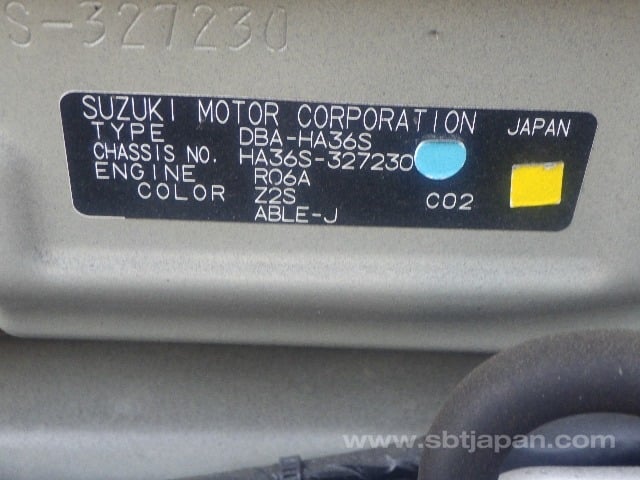 S-327230
SUZUKI MOTOR CORPORATION JAPAN
TYPE DBA-HA36S
CHASSIS NO. HA36S-327230
ENGINE R06A
COLOR Z2S CO2
ABLE-J
www.sbtjapan.com